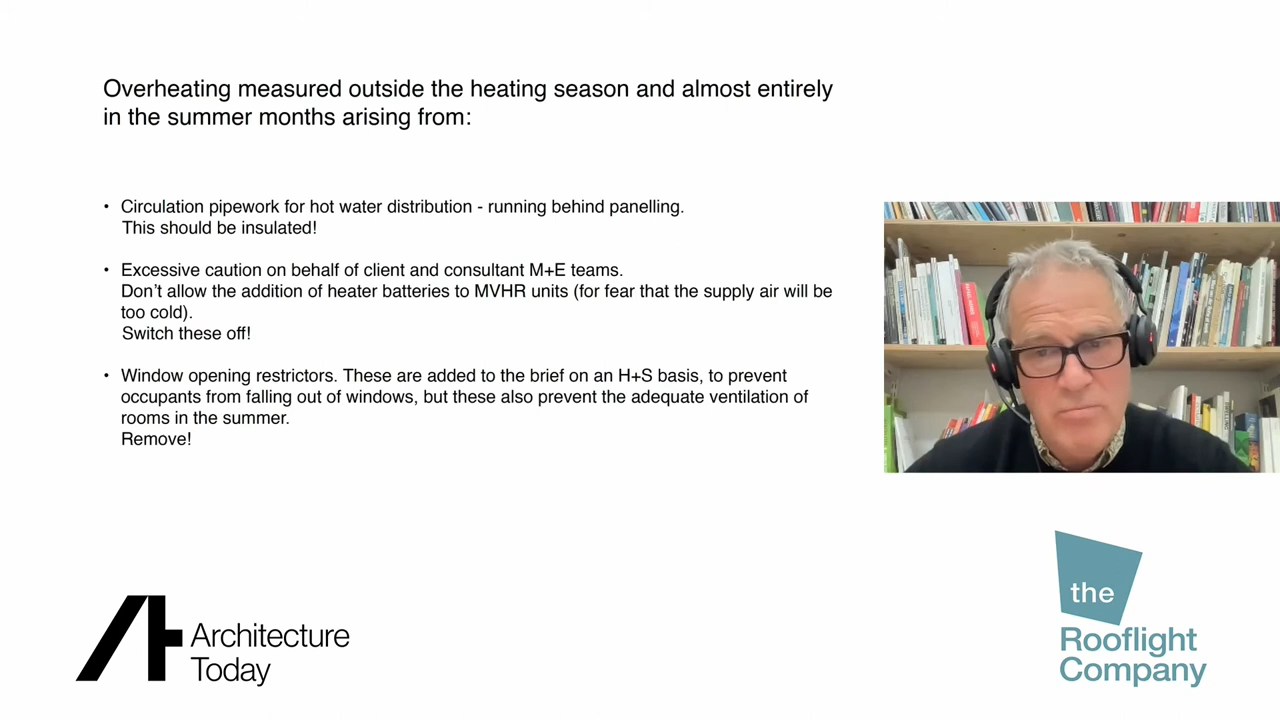 Overheating measured outside the heating season and almost entirely
in the summer months arising from:
• Circulation pipework for hot water distribution - running behind panelling.
This should be insulated!
• Excessive caution on behalf of client and consultant M+E teams.
Don't allow the addition of heater batteries to MVHR units (for fear that the supply air will be
too cold).
Switch these off!
• Window opening restrictors. These are added to the brief on an H+S basis, to prevent
occupants from falling out of windows, but these also prevent the adequate ventilation of
rooms in the summer.
Remove!
Architecture
Today
the
Rooflight
Company